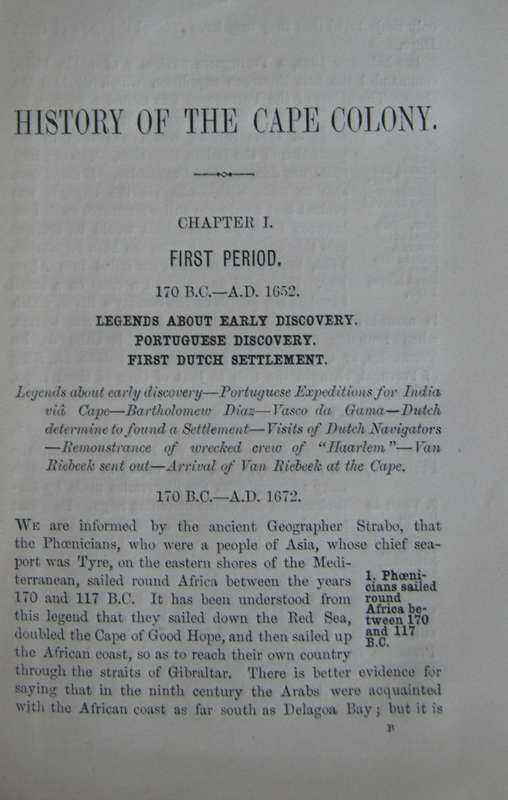 HISTORY OF THE CAPE COLONY.
CHAPTER I.
FIRST PERIOD.
170 B.C.—A.D. 1652.
LEGENDS ABOUT EARLY DISCOVERY.
PORTUGUESE DISCOVERY.
FIRST DUTCH SETTLEMENT.
Legends about early discovery—Portuguese Expeditions for India
viâ Cape—Bartholomew Diaz—Vasco da Gama—Dutch
determine to found a Settlement—Visits of Dutch Navigators
—Remonstrance of wrecked crew of "Haarlem"—Van
Riebeek sent out—Arrival of Van Riebeek at the Cape.
170 B.C.—A.D. 1672.
WE are informed by the ancient Geographer Strabo, that
the Phœnicians, who were a people of Asia, whose chief sea-
port was Tyre, on the eastern shores of the Medi-
terranean, sailed round Africa between the years
170 and 117 B.C. It has been understood from
this legend that they sailed down the Red Sea,
doubled the Cape of Good Hope, and then sailed up
the African coast, so as to reach their own country
through the straits of Gibraltar. There is better evidence for
saying that in the ninth century the Arabs were acquainted
with the African coast as far south as Delagoa Bay; but it is
1. Phœni-
cians sailed
round
Africa be-
tween 170
and 117
B.C.
B